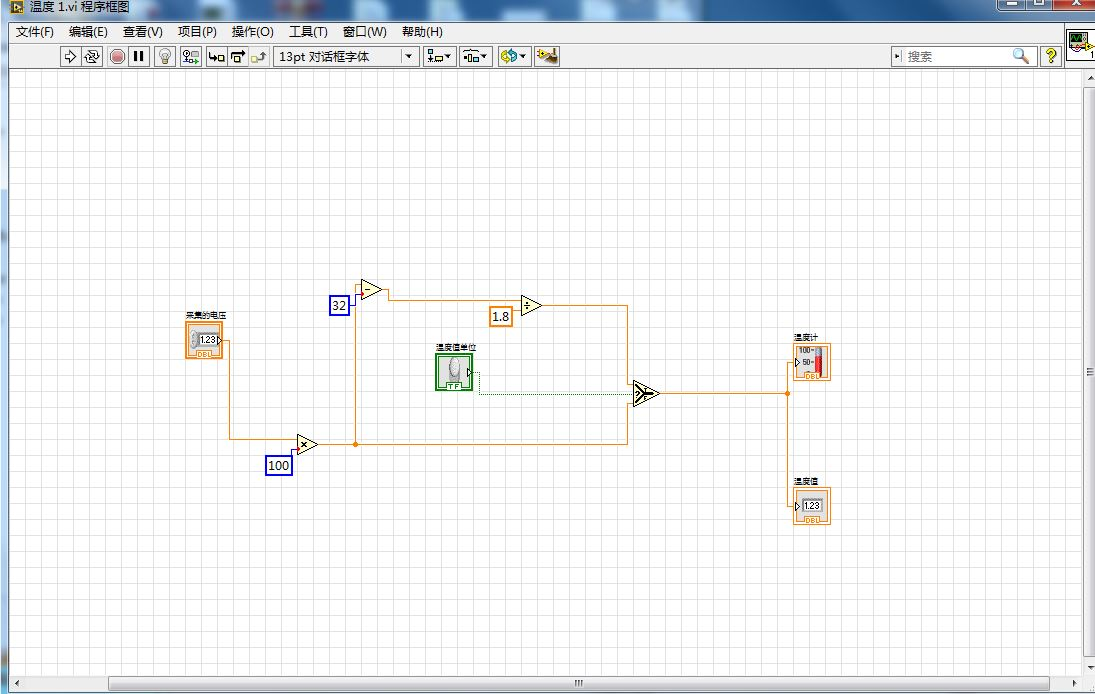 温度 1.vi 程序框图
文件(F) 编辑(E) 查看(V) 项目(P) 操作(O) 工具(T) 窗口(W) 帮助(H)
13pt 对话框字体 搜索 ?
1
32
1.8
采集的电压
1.23
DBL
温度值单位
TF
温度计
100
50
DBL
?
T
F
100
温度值
1.23
DBL